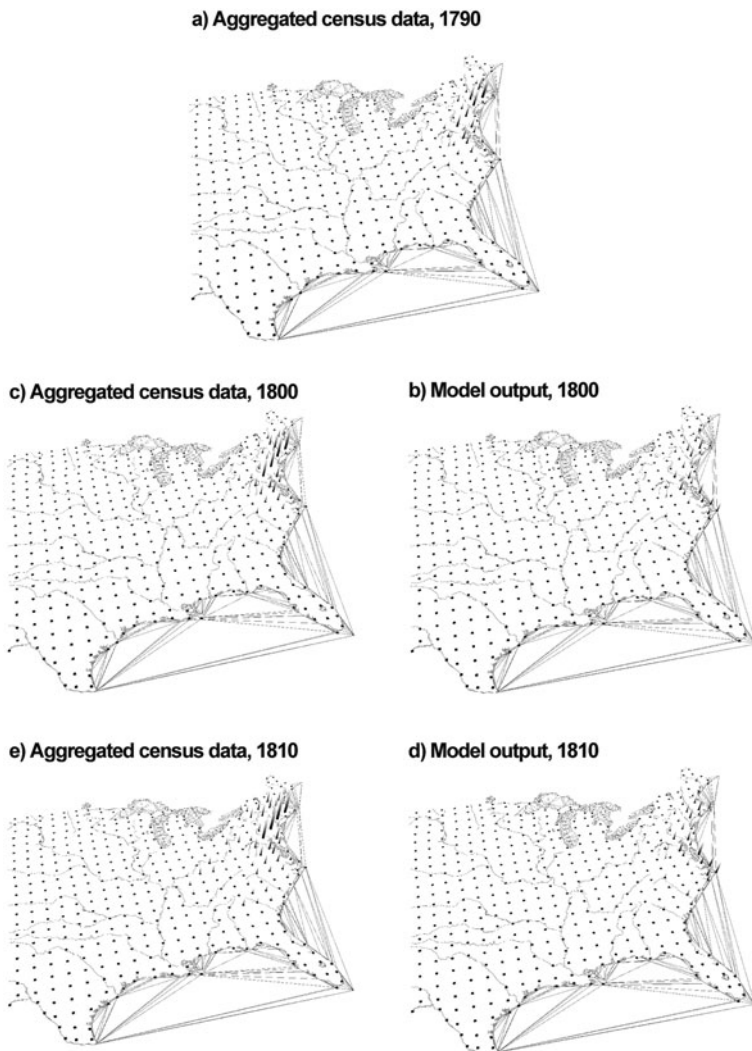 a) Aggregated census data, 1790
c) Aggregated census data, 1800
b) Model output, 1800
e) Aggregated census data, 1810
d) Model output, 1810